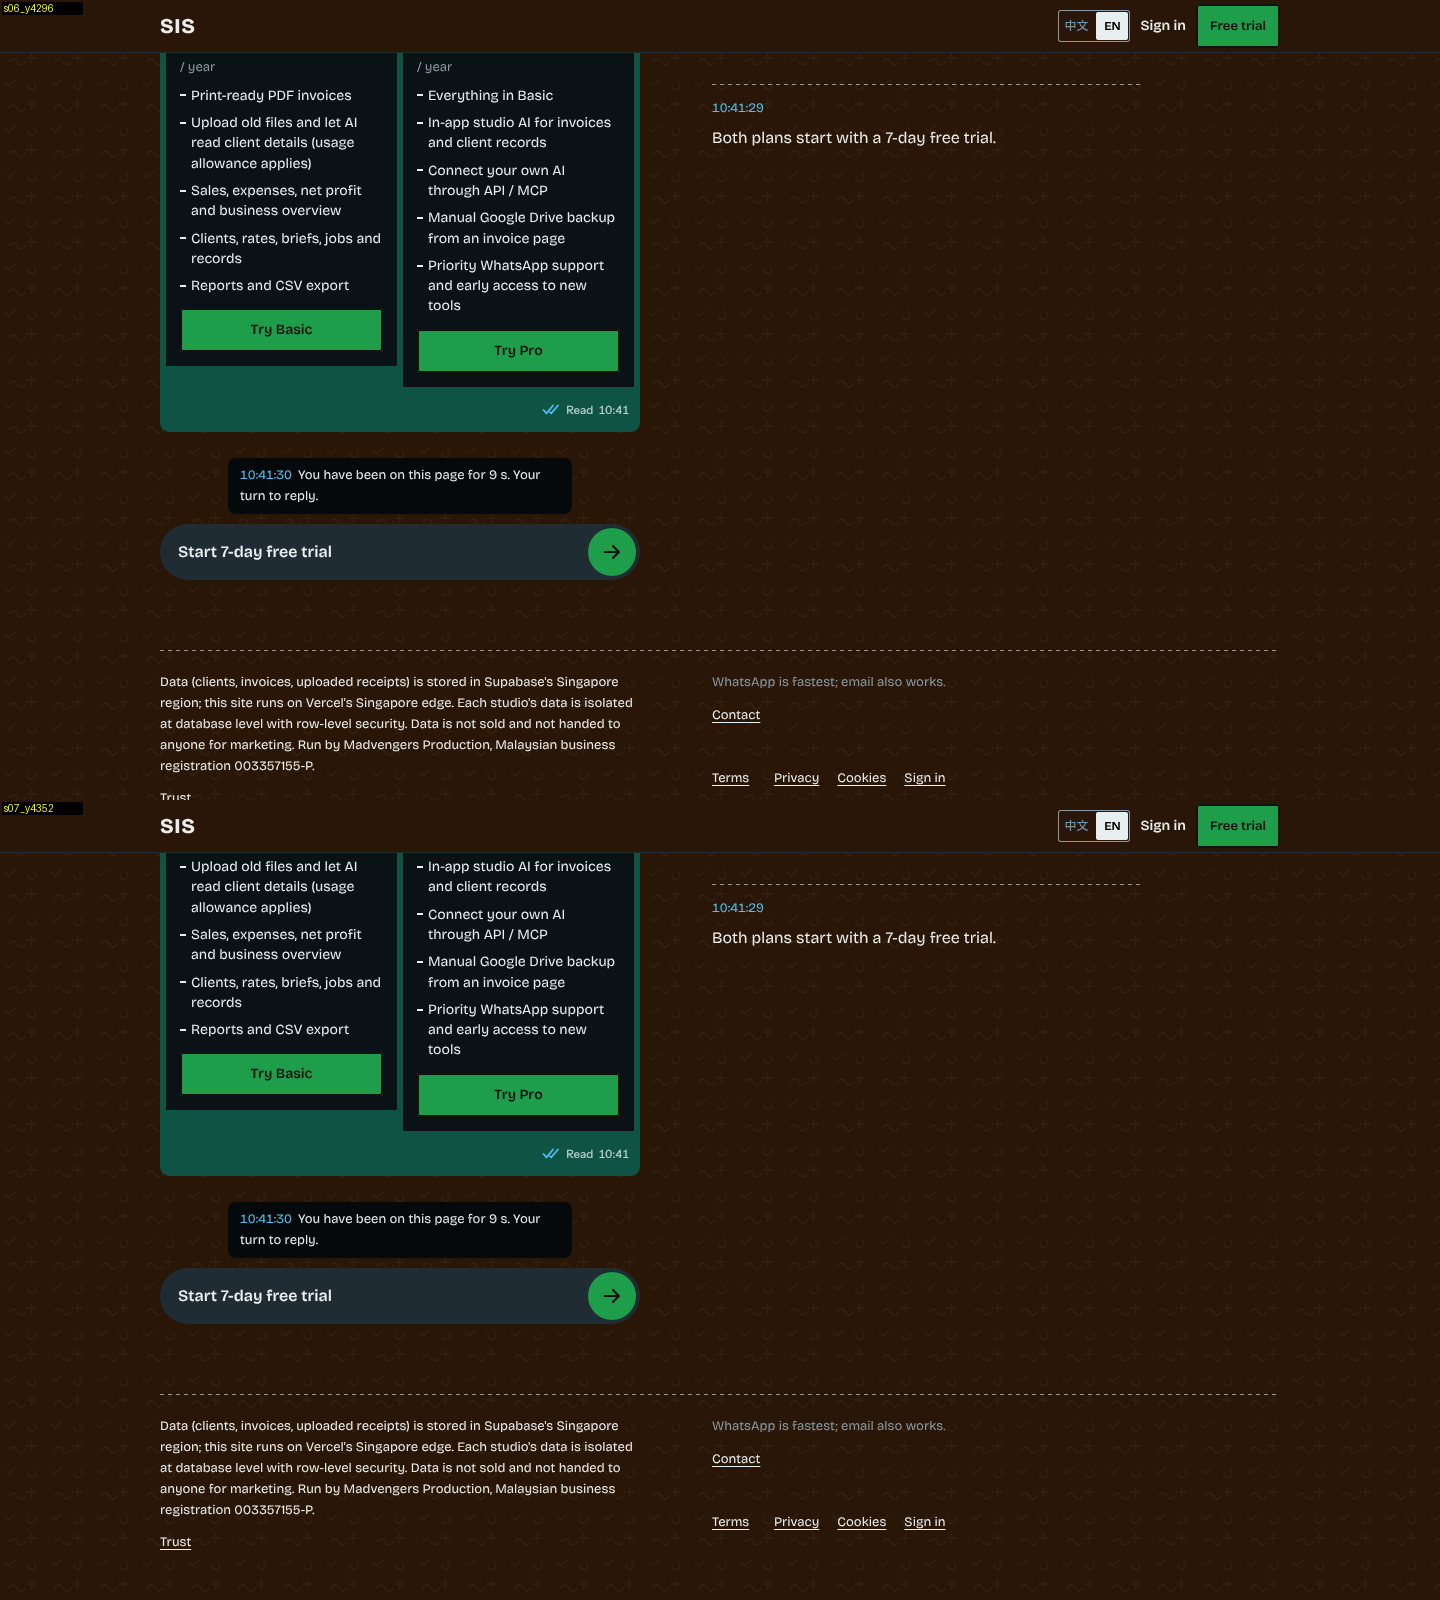 s06_y4296
SIS
中文
EN
Sign in
Free trial
/ year
- Print-ready PDF invoices
- Upload old files and let AI
read client details (usage
allowance applies)
- Sales, expenses, net profit
and business overview
- Clients, rates, briefs, jobs and
records
- Reports and CSV export
Try Basic
/ year
- Everything in Basic
- In-app studio AI for invoices
and client records
- Connect your own AI
through API / MCP
- Manual Google Drive backup
from an invoice page
- Priority WhatsApp support
and early access to new
tools
Try Pro
Read 10:41
10:41:29
Both plans start with a 7-day free trial.
10:41:30 You have been on this page for 9 s. Your
turn to reply.
Start 7-day free trial
Data (clients, invoices, uploaded receipts) is stored in Supabase's Singapore
region; this site runs on Vercel's Singapore edge. Each studio's data is isolated
at database level with row-level security. Data is not sold and not handed to
anyone for marketing. Run by Madvengers Production, Malaysian business
registration 003357155-P.
Trust
WhatsApp is fastest; email also works.
Contact
Terms Privacy Cookies Sign in
s07_y4352
SIS
中文
EN
Sign in
Free trial
- Upload old files and let AI
read client details (usage
allowance applies)
- Sales, expenses, net profit
and business overview
- Clients, rates, briefs, jobs and
records
- Reports and CSV export
Try Basic
- In-app studio AI for invoices
and client records
- Connect your own AI
through API / MCP
- Manual Google Drive backup
from an invoice page
- Priority WhatsApp support
and early access to new
tools
Try Pro
Read 10:41
10:41:29
Both plans start with a 7-day free trial.
10:41:30 You have been on this page for 9 s. Your
turn to reply.
Start 7-day free trial
Data (clients, invoices, uploaded receipts) is stored in Supabase's Singapore
region; this site runs on Vercel's Singapore edge. Each studio's data is isolated
at database level with row-level security. Data is not sold and not handed to
anyone for marketing. Run by Madvengers Production, Malaysian business
registration 003357155-P.
Trust
WhatsApp is fastest; email also works.
Contact
Terms Privacy Cookies Sign in